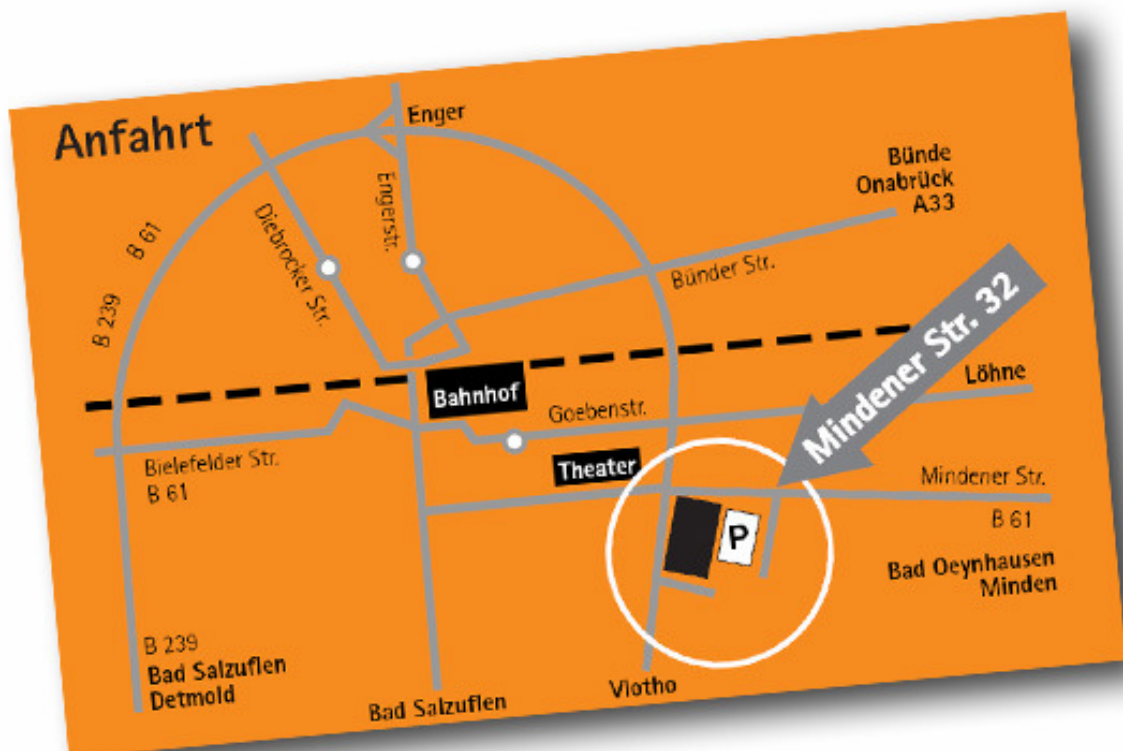 Anfahrt
Enger
Bünde
Onabrück
A33
B 61
Diebrocker Str.
Engerstr.
Bünder Str.
B 239
Mindener Str. 32
Bahnhof
Löhne
Goebenstr.
Bielefelder Str.
B 61
Theater
Mindener Str.
B 61
P
Bad Oeynhausen
Minden
B 239
Bad Salzuflen
Detmold
Bad Salzuflen
Vlotho